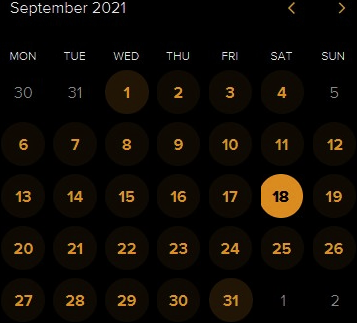 September 2021
MON TUE WED THU FRI SAT SUN
30 31 1 2 3 4 5
6 7 8 9 10 11 12
13 14 15 16 17 18 19
20 21 22 23 24 25 26
27 28 29 30 31 1 2